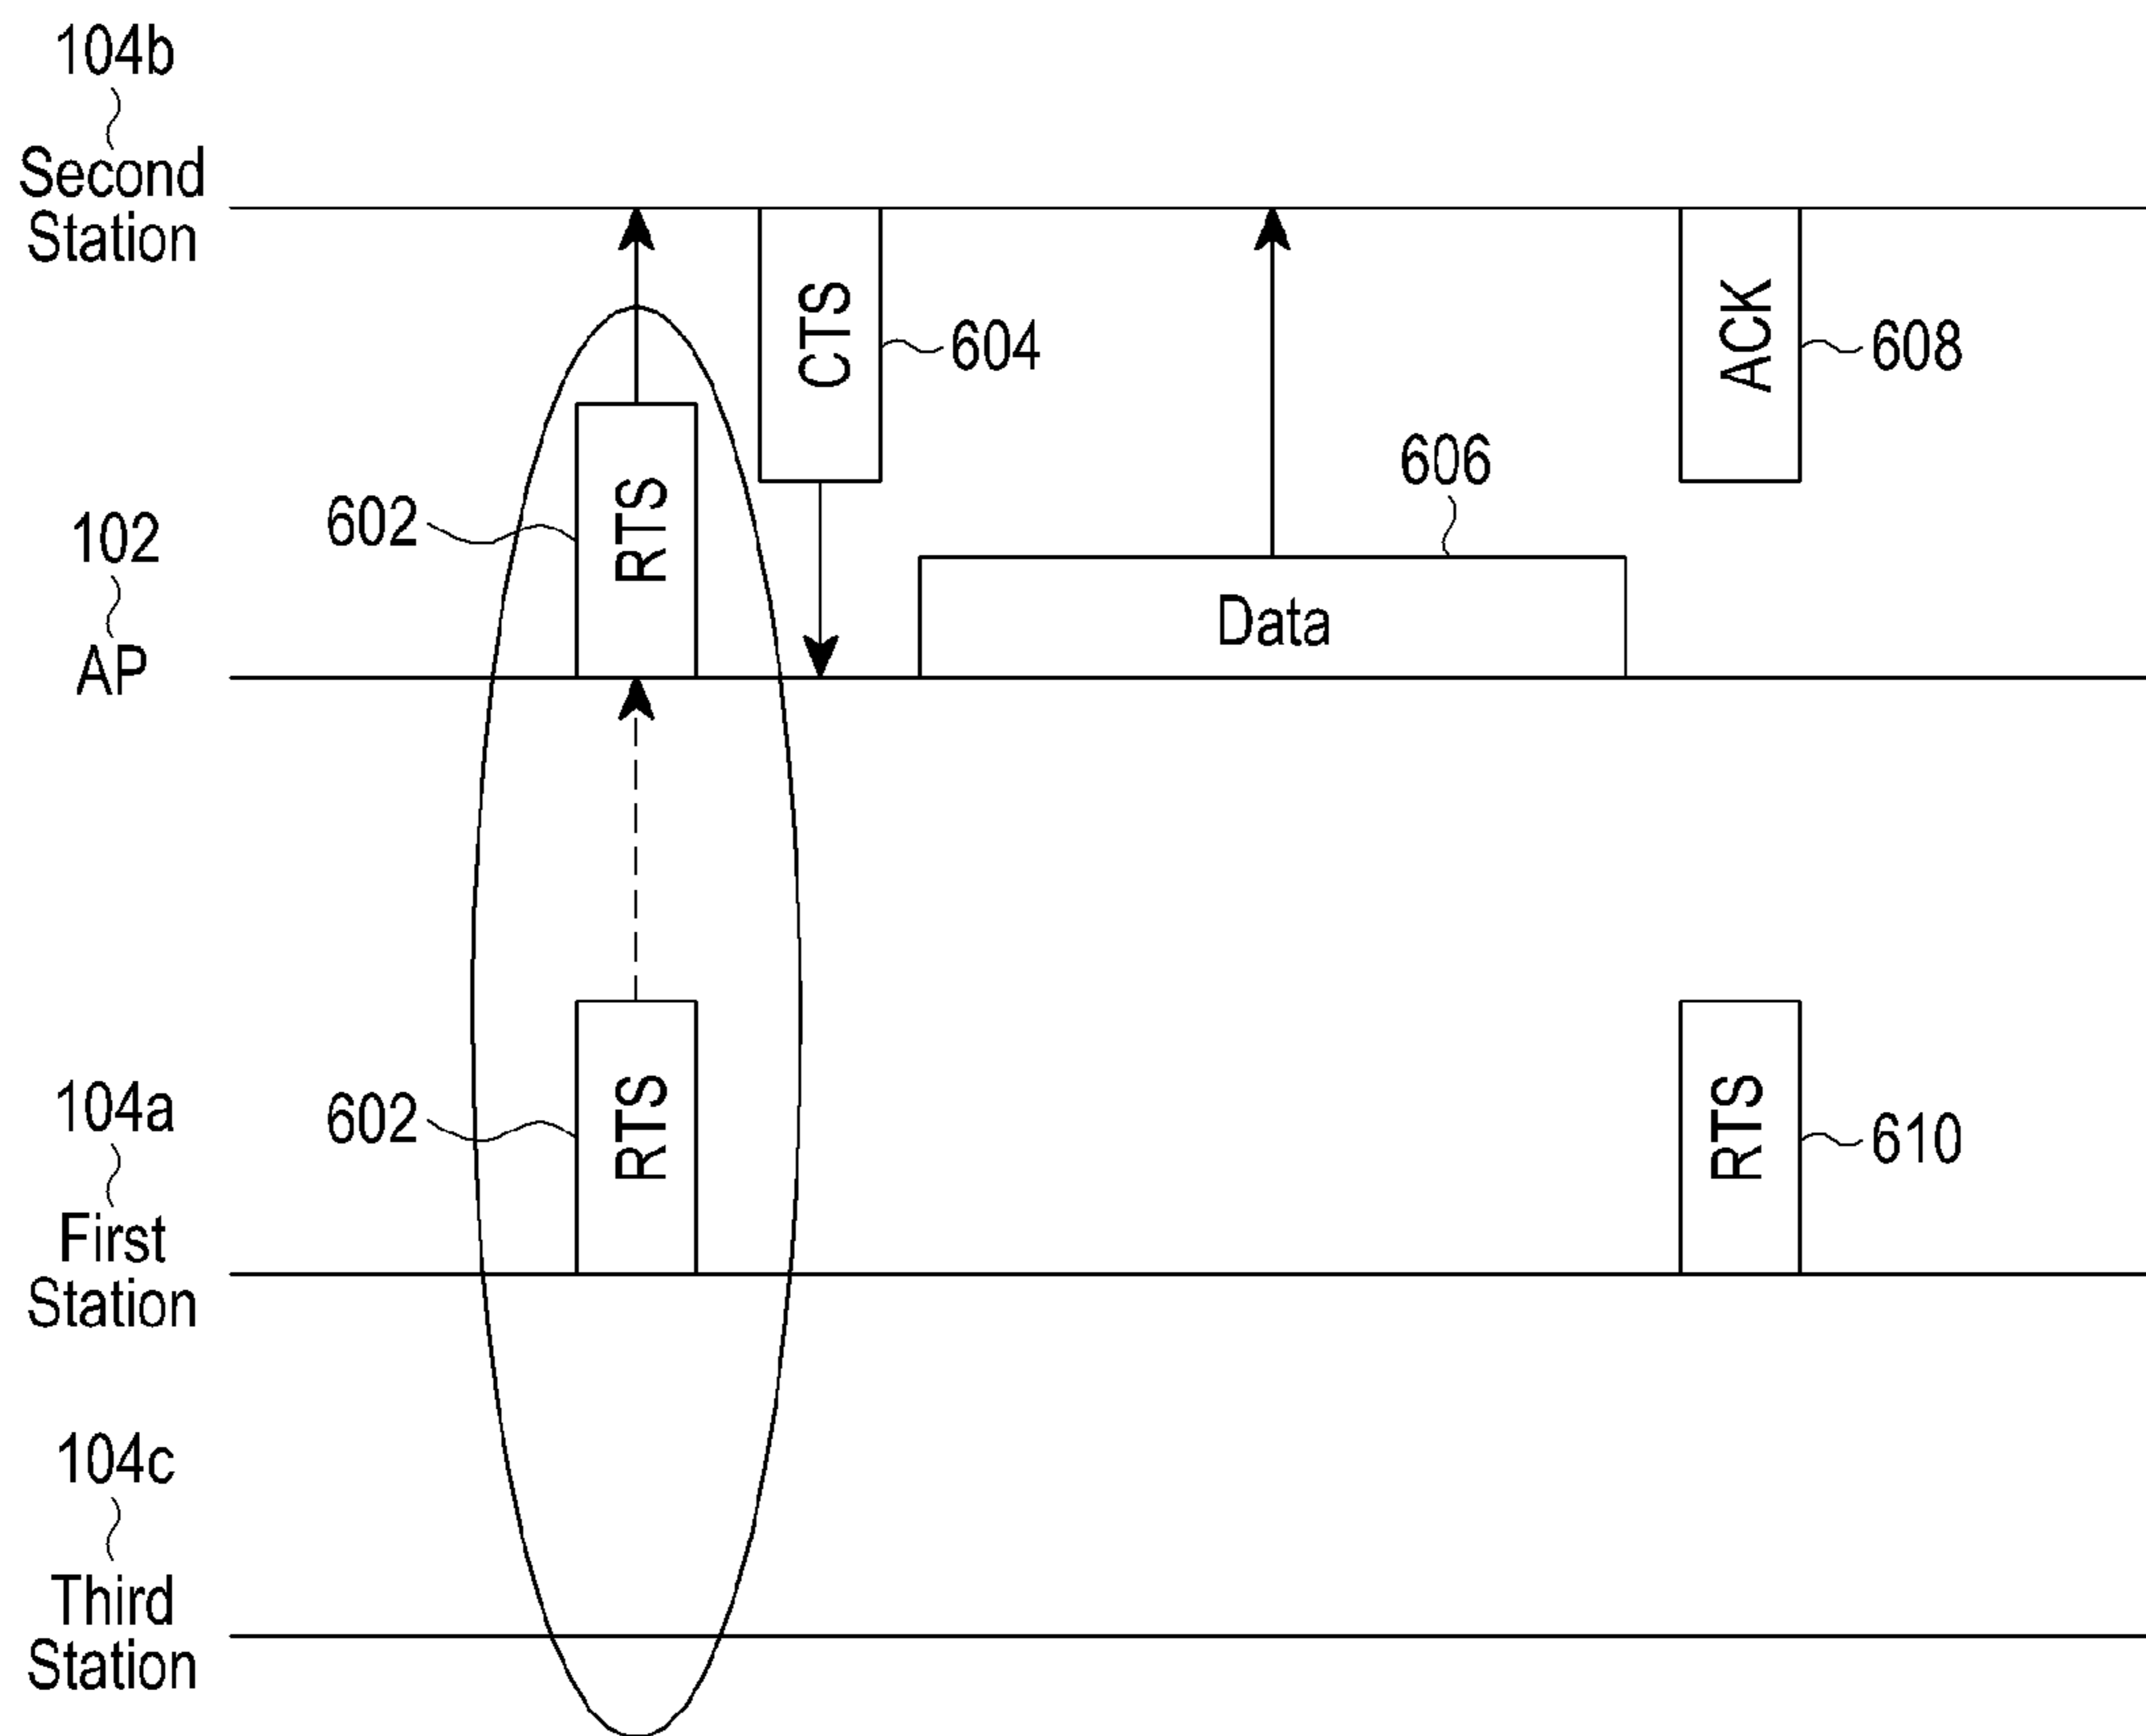 104b
Second
Station
CTS
604
ACK
608
606
602
RTS
Data
102
AP
104a
First
Station
602
RTS
RTS
610
104c
Third
Station